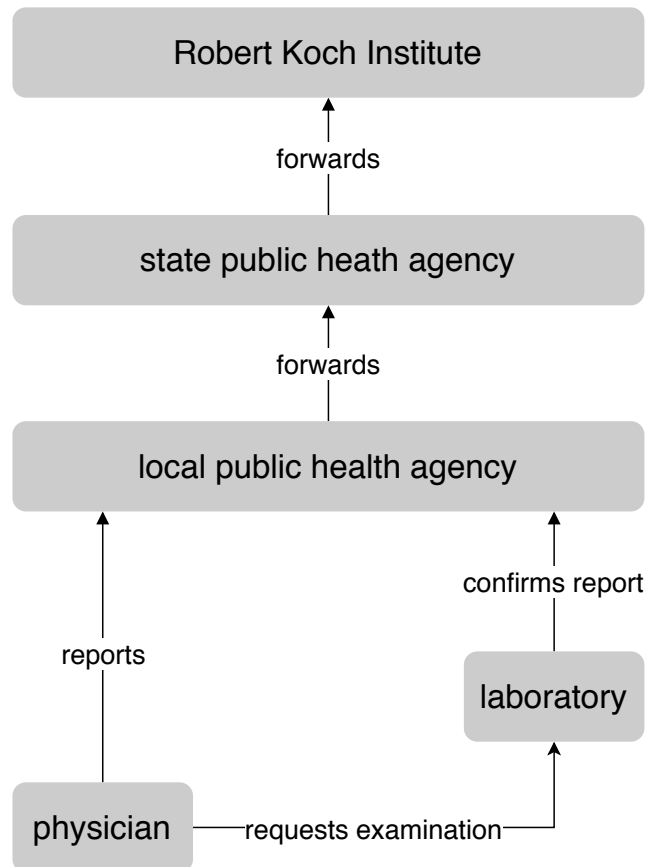 Robert Koch Institute
forwards
state public heath agency
forwards
local public health agency
confirms report
reports
laboratory
physician
requests examination